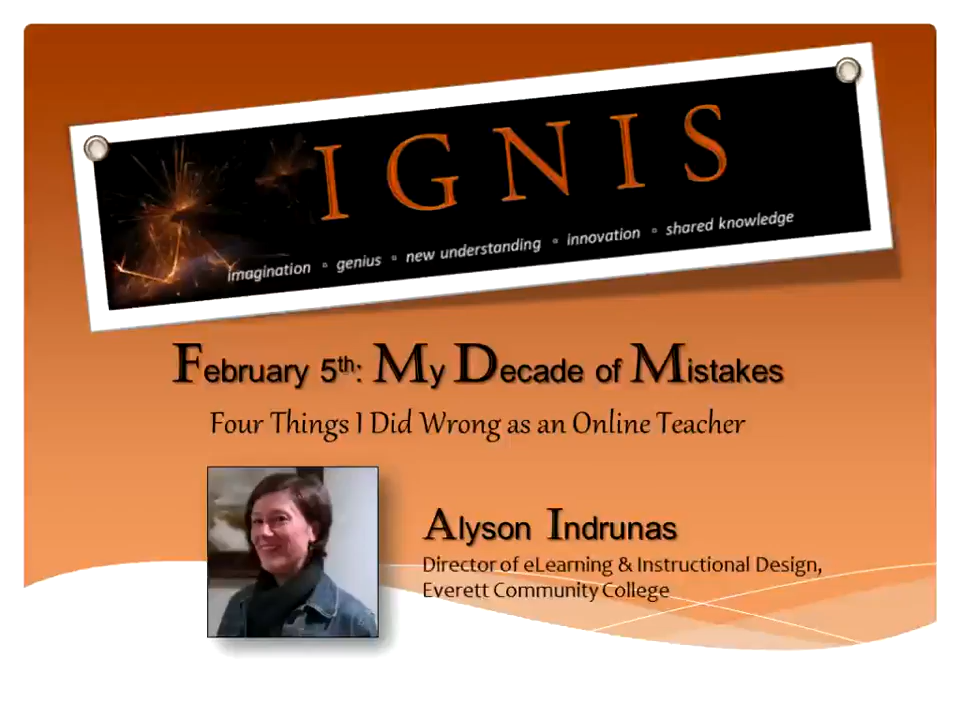 IGNIS
imagination ▫ genius ▫ new understanding ▫ innovation ▫ shared knowledge
February 5th: My Decade of Mistakes
Four Things I Did Wrong as an Online Teacher
Alyson Indrunas
Director of eLearning & Instructional Design,
Everett Community College